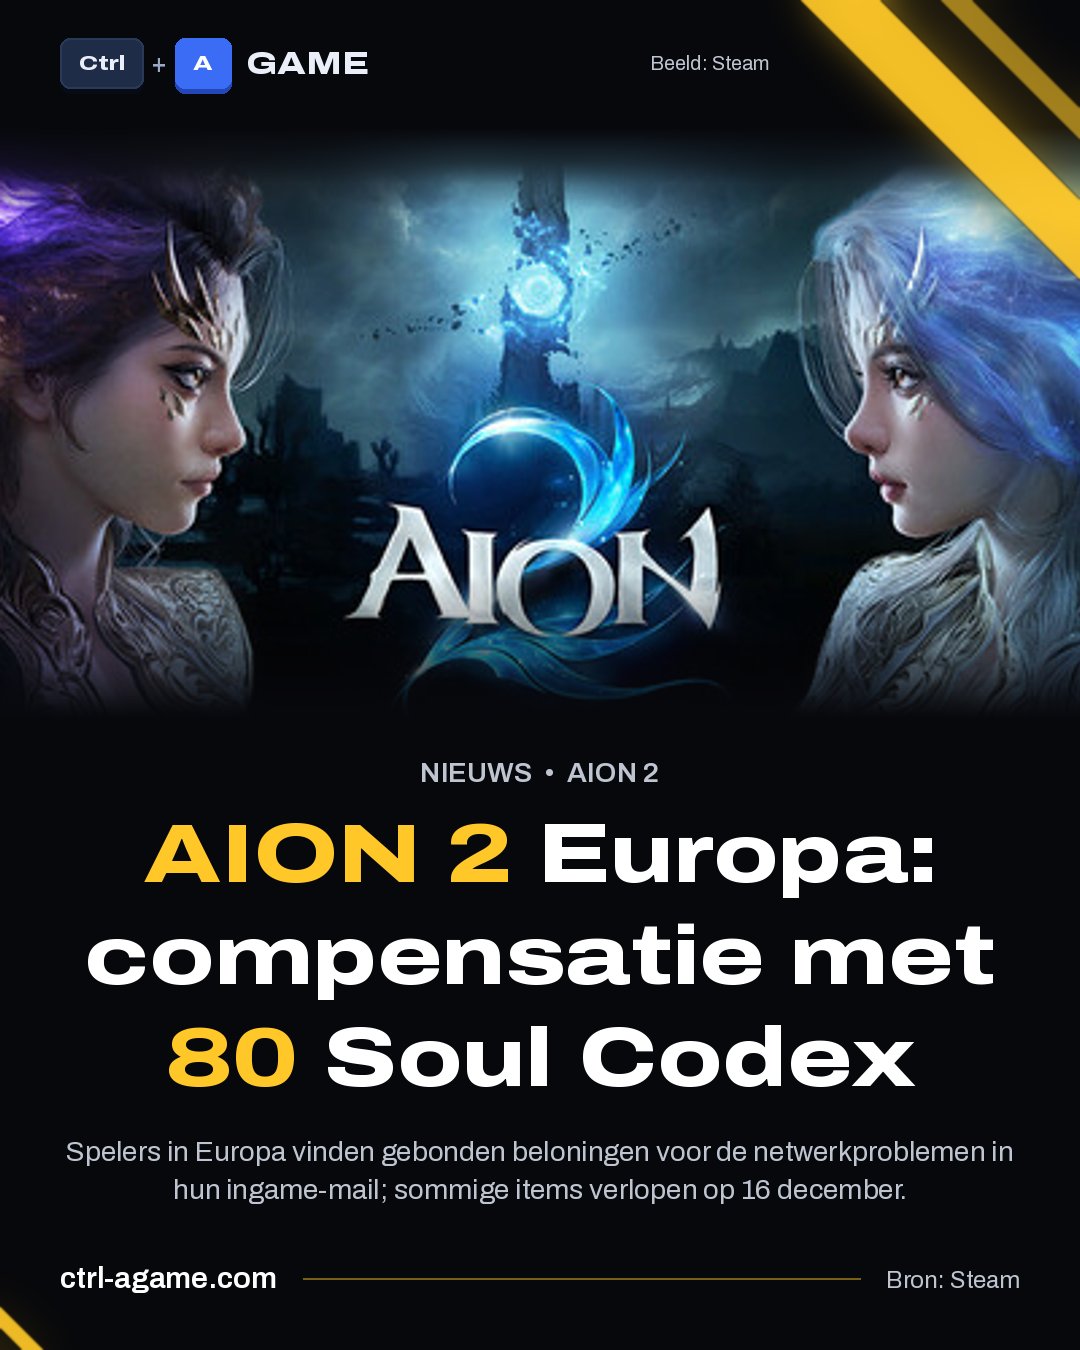 Ctrl + A GAME
Beeld: Steam
AION 2
NIEUWS • AION 2
AION 2 Europa:
compensatie met
80 Soul Codex
Spelers in Europa vinden gebonden beloningen voor de netwerkproblemen in
hun ingame-mail; sommige items verlopen op 16 december.
ctrl-agame.com
Bron: Steam